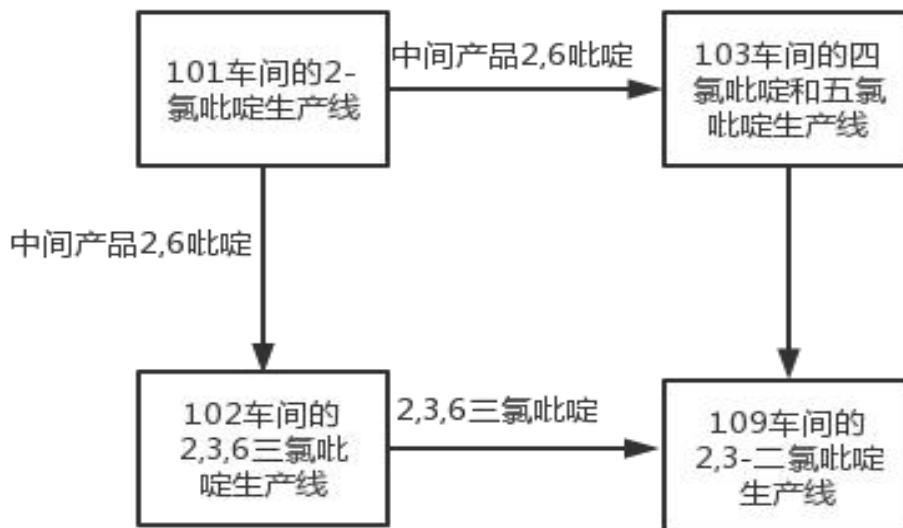 101车间的2-
氯吡啶生产线
中间产品2,6吡啶
103车间的四
氯吡啶和五氯
吡啶生产线
中间产品2,6吡啶
102车间的
2,3,6三氯吡
啶生产线
2,3,6三氯吡啶
109车间的
2,3-二氯吡啶
生产线